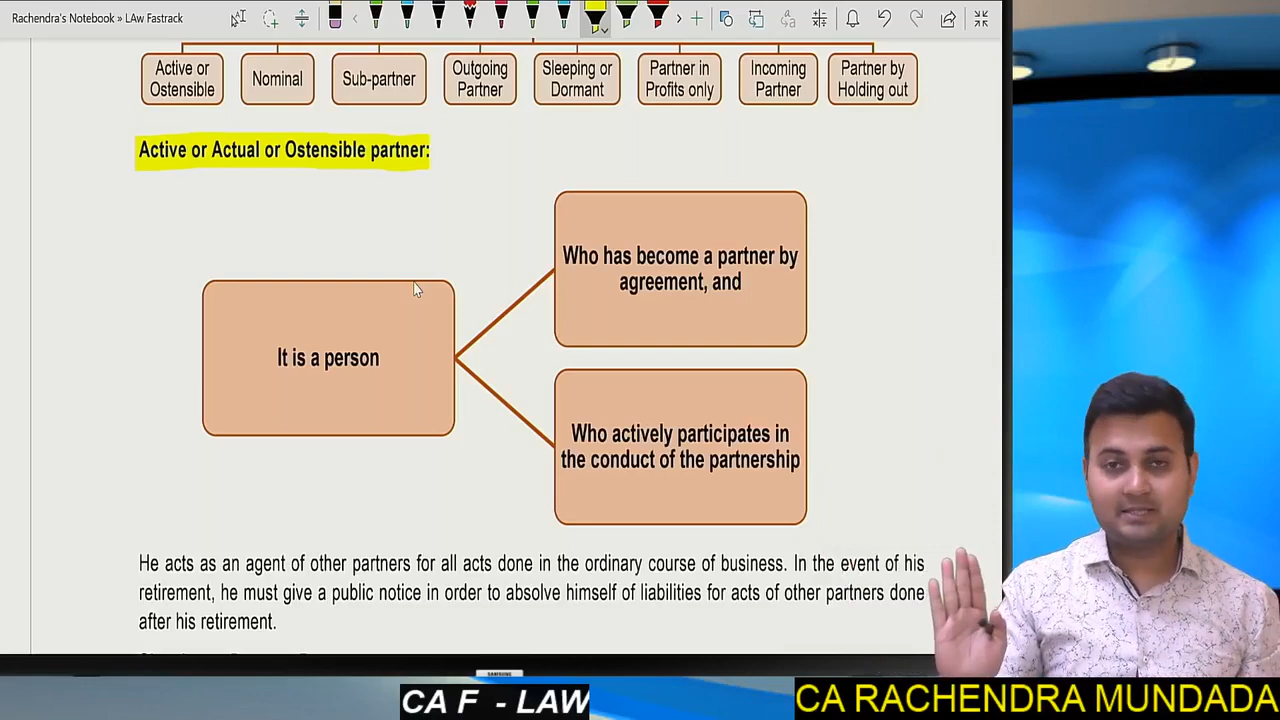 Rachendra's Notebook » LAW Fastrack
Active or
Ostensible
Nominal
Sub-partner
Outgoing
Partner
Sleeping or
Dormant
Partner in
Profits only
Incoming
Partner
Partner by
Holding out
Active or Actual or Ostensible partner:
Who has become a partner by
agreement, and
It is a person
Who actively participates in
the conduct of the partnership
He acts as an agent of other partners for all acts done in the ordinary course of business. In the event of his
retirement, he must give a public notice in order to absolve himself of liabilities for acts of other partners done
after his retirement.
SAMSUNG
CA F - LAW
CA RACHENDRA MUNDADA